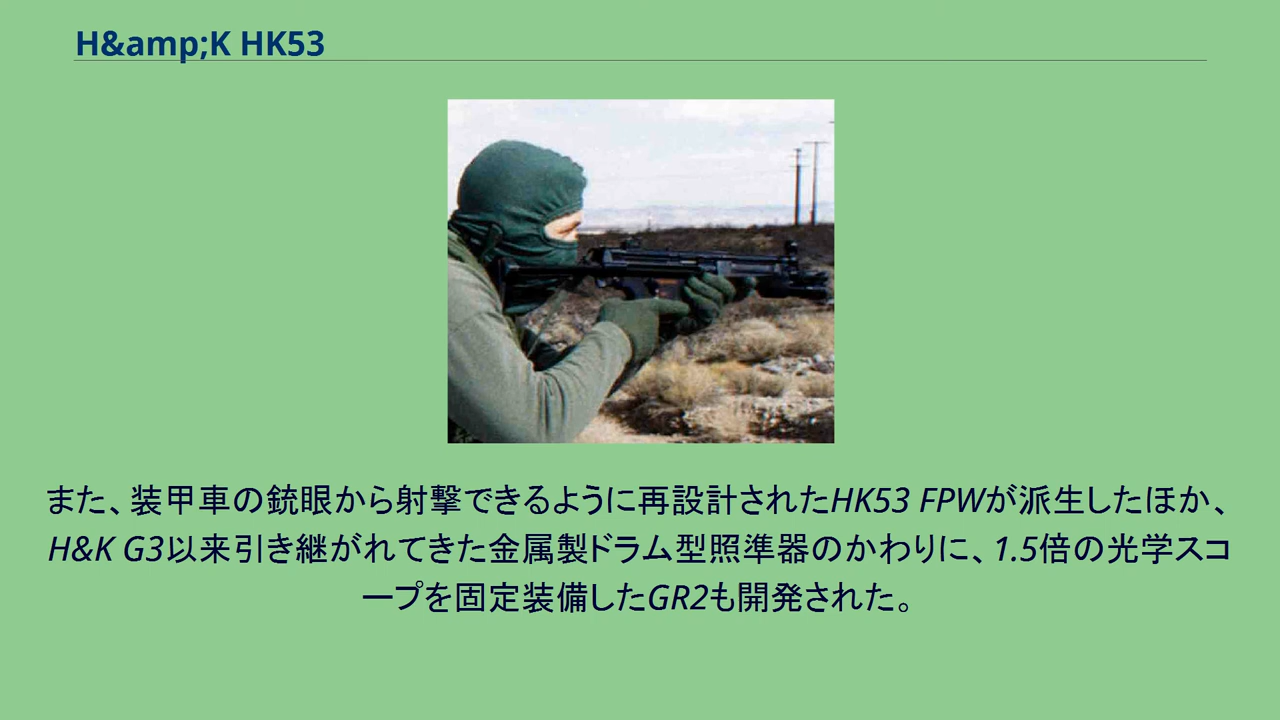 H&amp;K HK53
また、装甲車の銃眼から射撃できるように再設計されたHK53 FPWが派生したほか、
H&K G3以来引き継がれてきた金属製ドラム型照準器のかわりに、1.5倍の光学スコ
ープを固定装備したGR2も開発された。